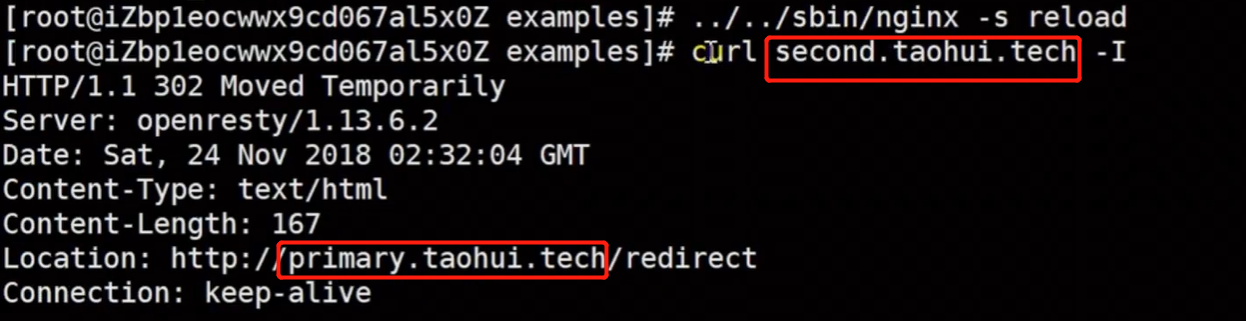 [root@iZbp1eocwwx9cd067al5x0Z examples]# ../../sbin/nginx -s reload
[root@iZbp1eocwwx9cd067al5x0Z examples]# curl second.taohui.tech -I
HTTP/1.1 302 Moved Temporarily
Server: openresty/1.13.6.2
Date: Sat, 24 Nov 2018 02:32:04 GMT
Content-Type: text/html
Content-Length: 167
Location: http://primary.taohui.tech/redirect
Connection: keep-alive